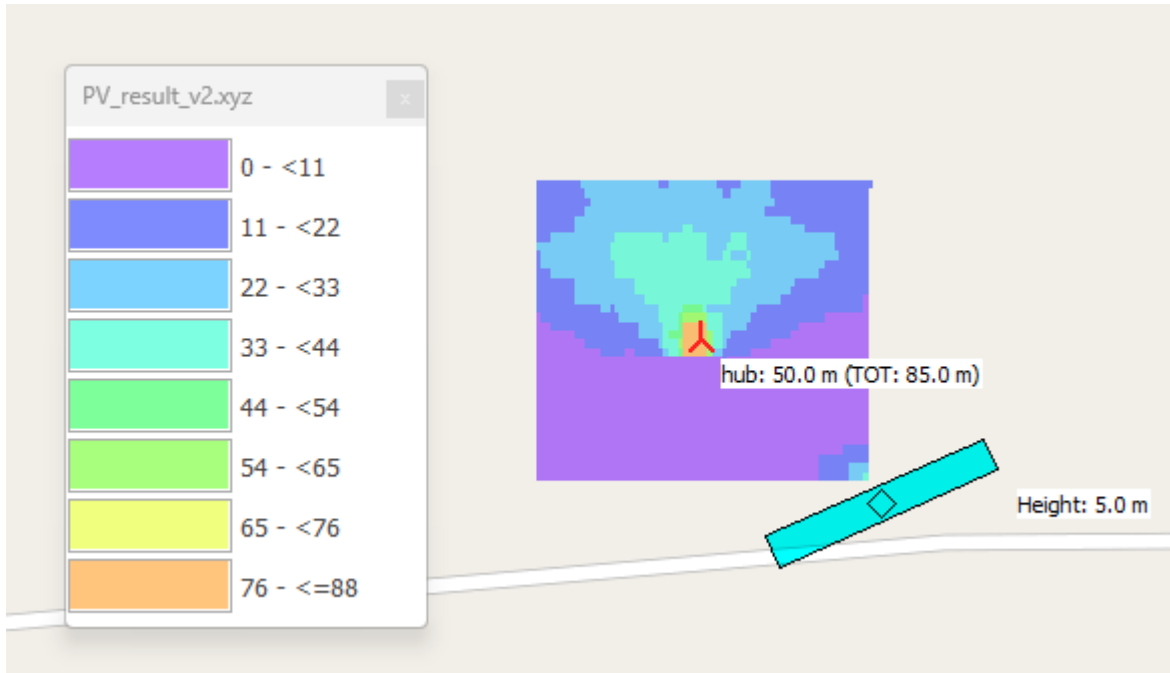 PV_result_v2.xyz
x
0 - <11
11 - <22
22 - <33
33 - <44
44 - <54
54 - <65
65 - <76
76 - <=88
hub: 50.0 m (TOT: 85.0 m)
Height: 5.0 m